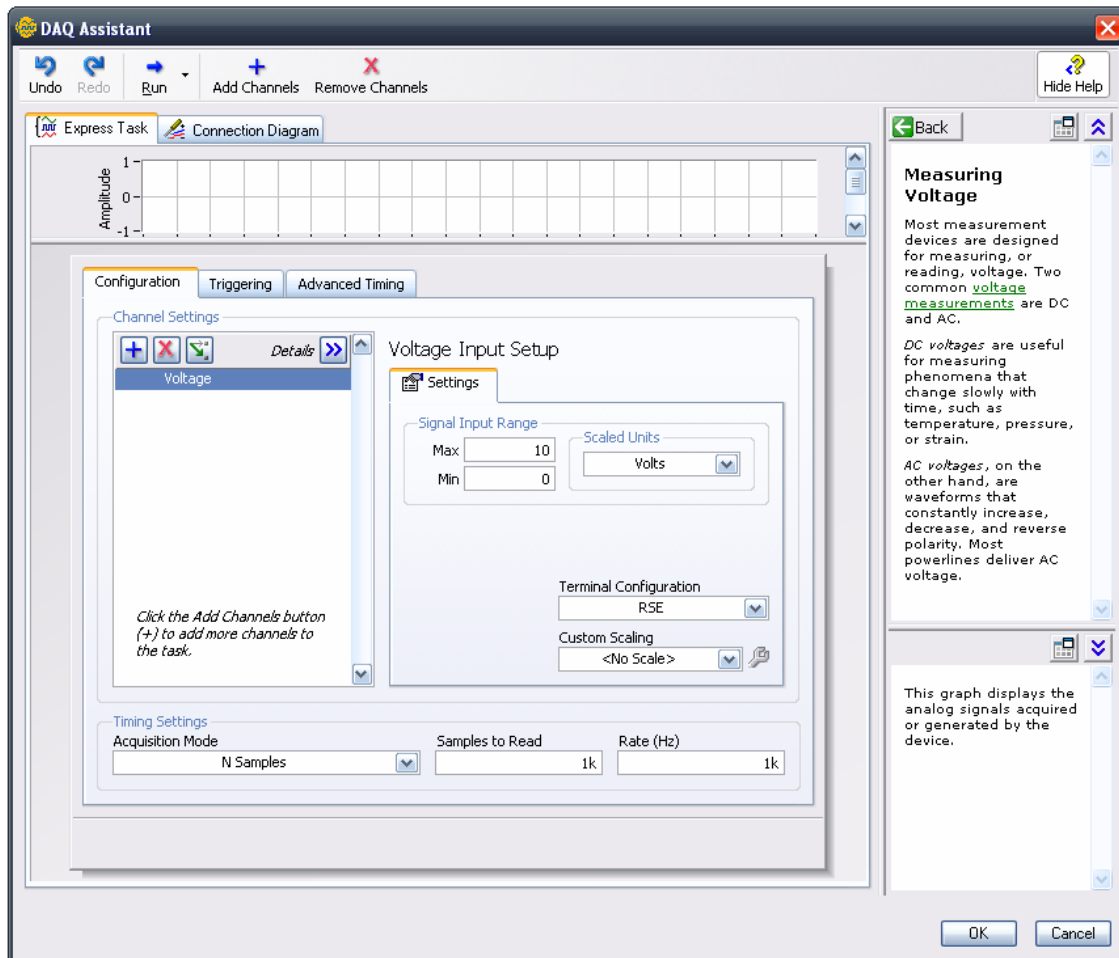 DAQ Assistant
Undo Redo Run Add Channels Remove Channels Hide Help
Express Task Connection Diagram
Amplitude
1
0
-1
Configuration Triggering Advanced Timing
Channel Settings
Details
Voltage
Click the Add Channels button
(+) to add more channels to
the task.
Voltage Input Setup
Settings
Signal Input Range
Max 10
Min 0
Scaled Units
Volts
Terminal Configuration
RSE
Custom Scaling
<No Scale>
Timing Settings
Acquisition Mode Samples to Read Rate (Hz)
N Samples 1k 1k
Back
Measuring
Voltage
Most measurement
devices are designed
for measuring, or
reading, voltage. Two
common voltage
measurements are DC
and AC.
DC voltages are useful
for measuring
phenomena that
change slowly with
time, such as
temperature, pressure,
or strain.
AC voltages, on the
other hand, are
waveforms that
constantly increase,
decrease, and reverse
polarity. Most
powerlines deliver AC
voltage.
This graph displays the
analog signals acquired
or generated by the
device.
OK Cancel